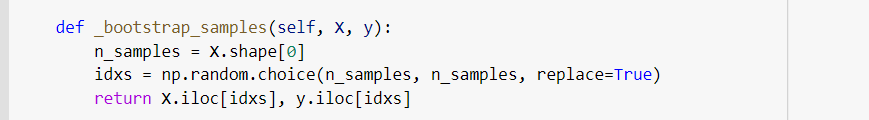 def _bootstrap_samples(self, X, y):
    n_samples = X.shape[0]
    idxs = np.random.choice(n_samples, n_samples, replace=True)
    return X.iloc[idxs], y.iloc[idxs]